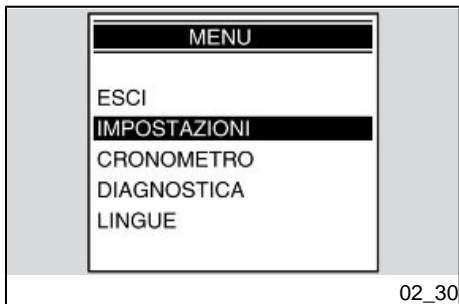 MENU
ESCI
IMPOSTAZIONI
CRONOMETRO
DIAGNOSTICA
LINGUE
02_30